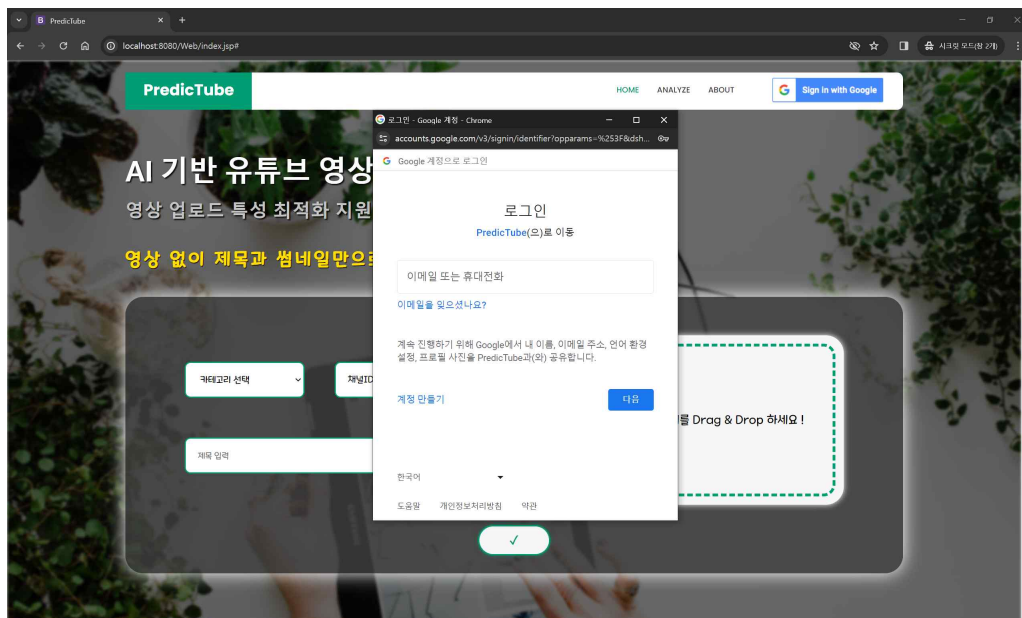 PredicTube
localhost:8080/Web/index.jsp#
시크릿 모드(창 2개)
PredicTube
HOME ANALYZE ABOUT
Sign in with Google
로그인 - Google 계정 - Chrome
accounts.google.com/v3/signin/identifier?opparams=%253F&dsh...
Google 계정으로 로그인
AI 기반 유튜브 영상
영상 업로드 특성 최적화 지원
영상 없이 제목과 썸네일만으로
로그인
PredicTube(으)로 이동
이메일 또는 휴대전화
이메일을 잊으셨나요?
계속 진행하기 위해 Google에서 내 이름, 이메일 주소, 언어 환경
설정, 프로필 사진을 PredicTube과(와) 공유합니다.
카테고리 선택
채널ID
계정 만들기
다음
를 Drag & Drop 하세요 !
제목 입력
한국어
도움말 개인정보처리방침 약관